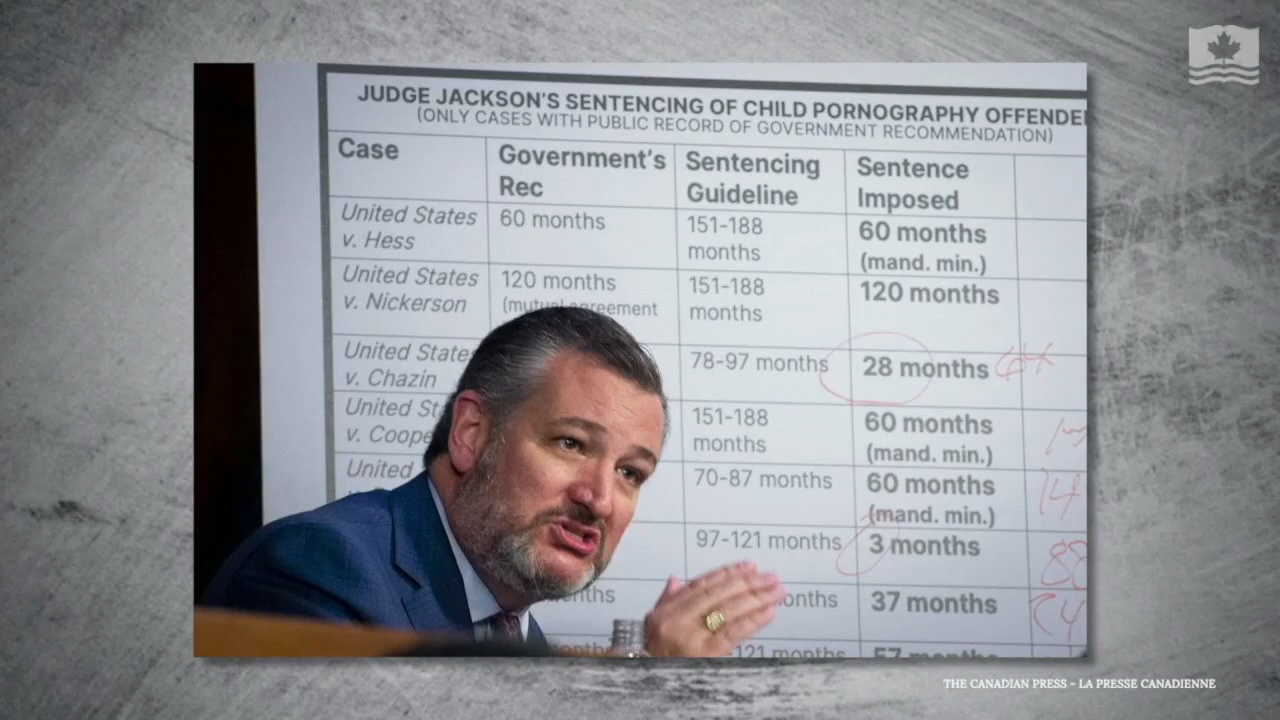 JUDGE JACKSON'S SENTENCING OF CHILD PORNOGRAPHY
(ONLY CASES WITH PUBLIC RECORD OF GOVERNMENT RECOMMENDATION)
Case Government's Rec Sentencing Guideline Sentence Imposed
United States v. Hess 60 months 151-188 months 60 months (mand. min.)
United States v. Nickerson 120 months (mutual agreement 151-188 months 120 months
United v. Chazin 78-97 months 28 months 64
United v. 151-188 months 60 months (mand. min.)
United 70-87 months 60 months (mand. min.)
97-121 months 3 months 88
37 months
months
THE CANADIAN PRESS - LA PRESSE CANADIENNE